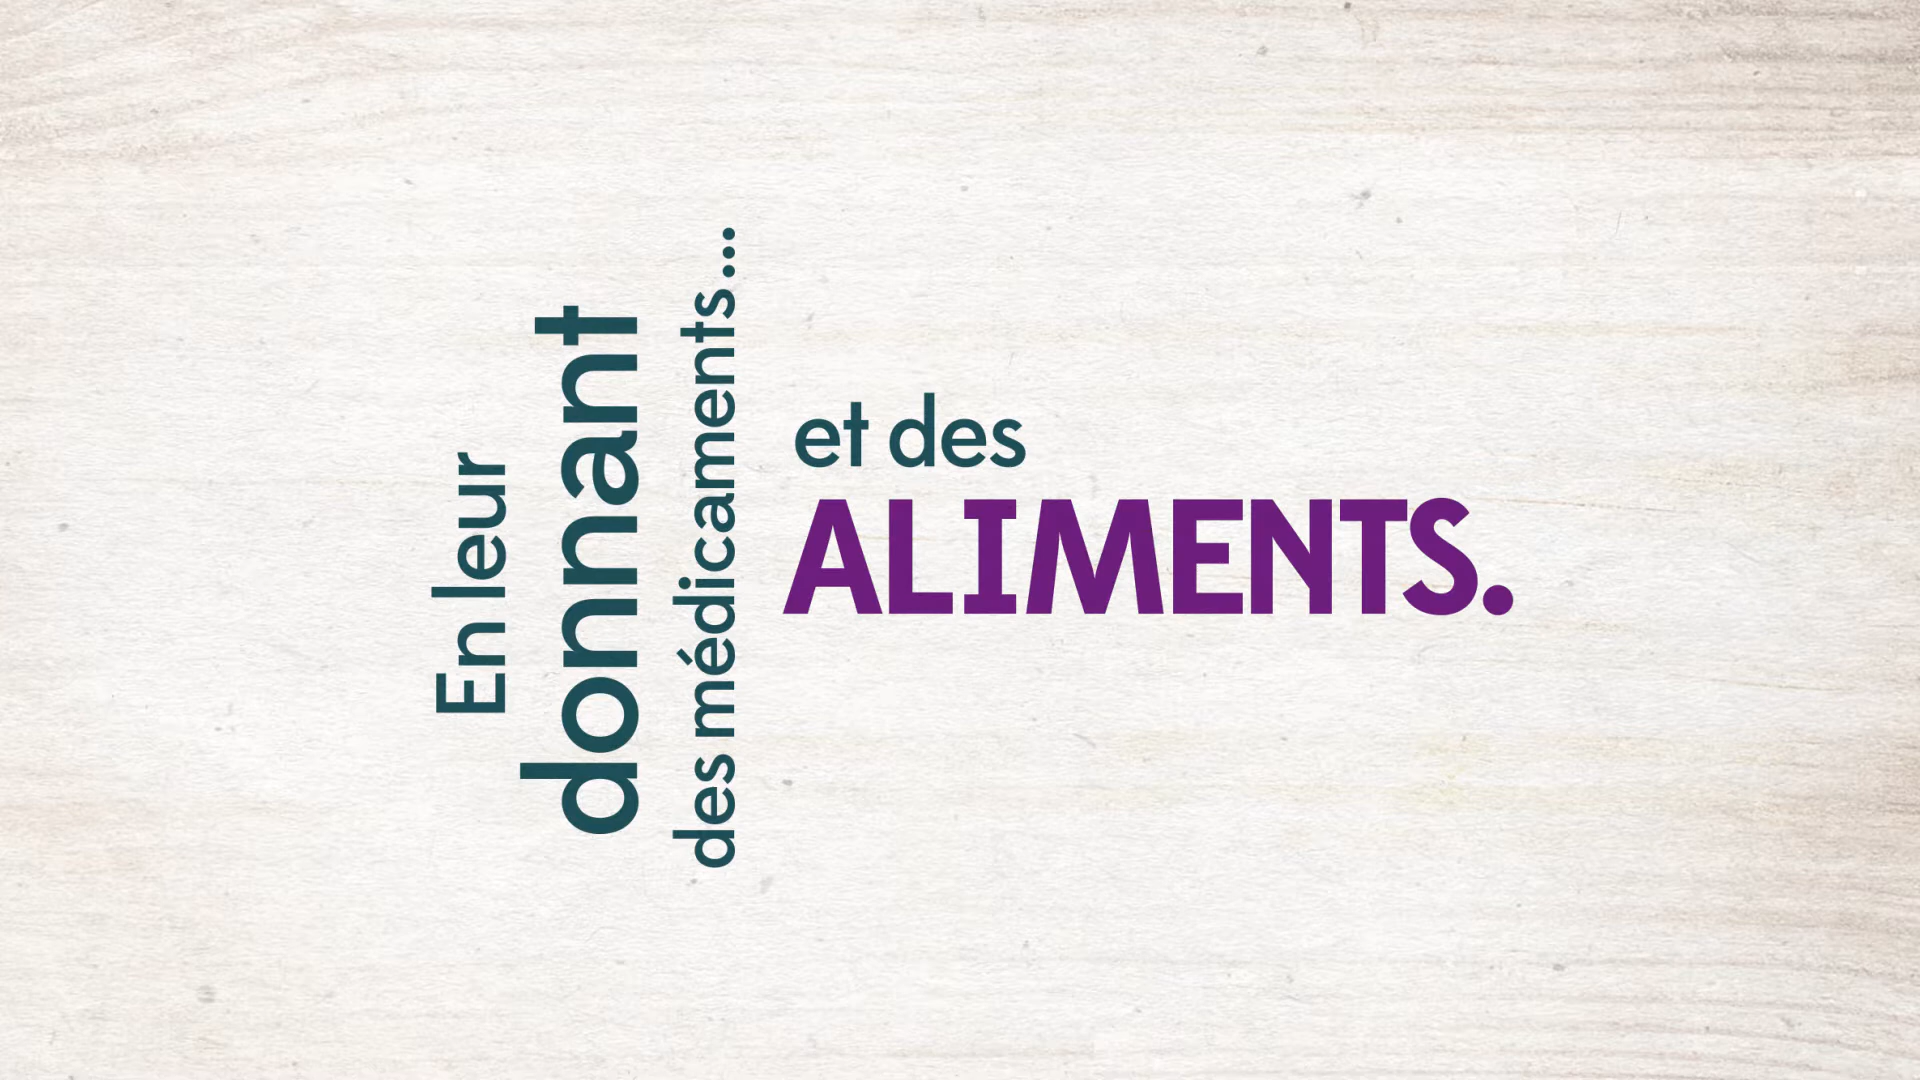 En leur
donnant
des médicaments...
et des
ALIMENTS.